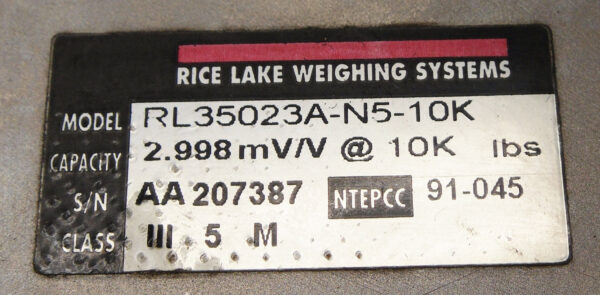 RICE LAKE WEIGHING SYSTEMS
MODEL RL35023A-N5-10K
CAPACITY 2.998 mV/V @ 10K lbs
S/N AA 207387 NTEPCC 91-045
CLASS III 5 M